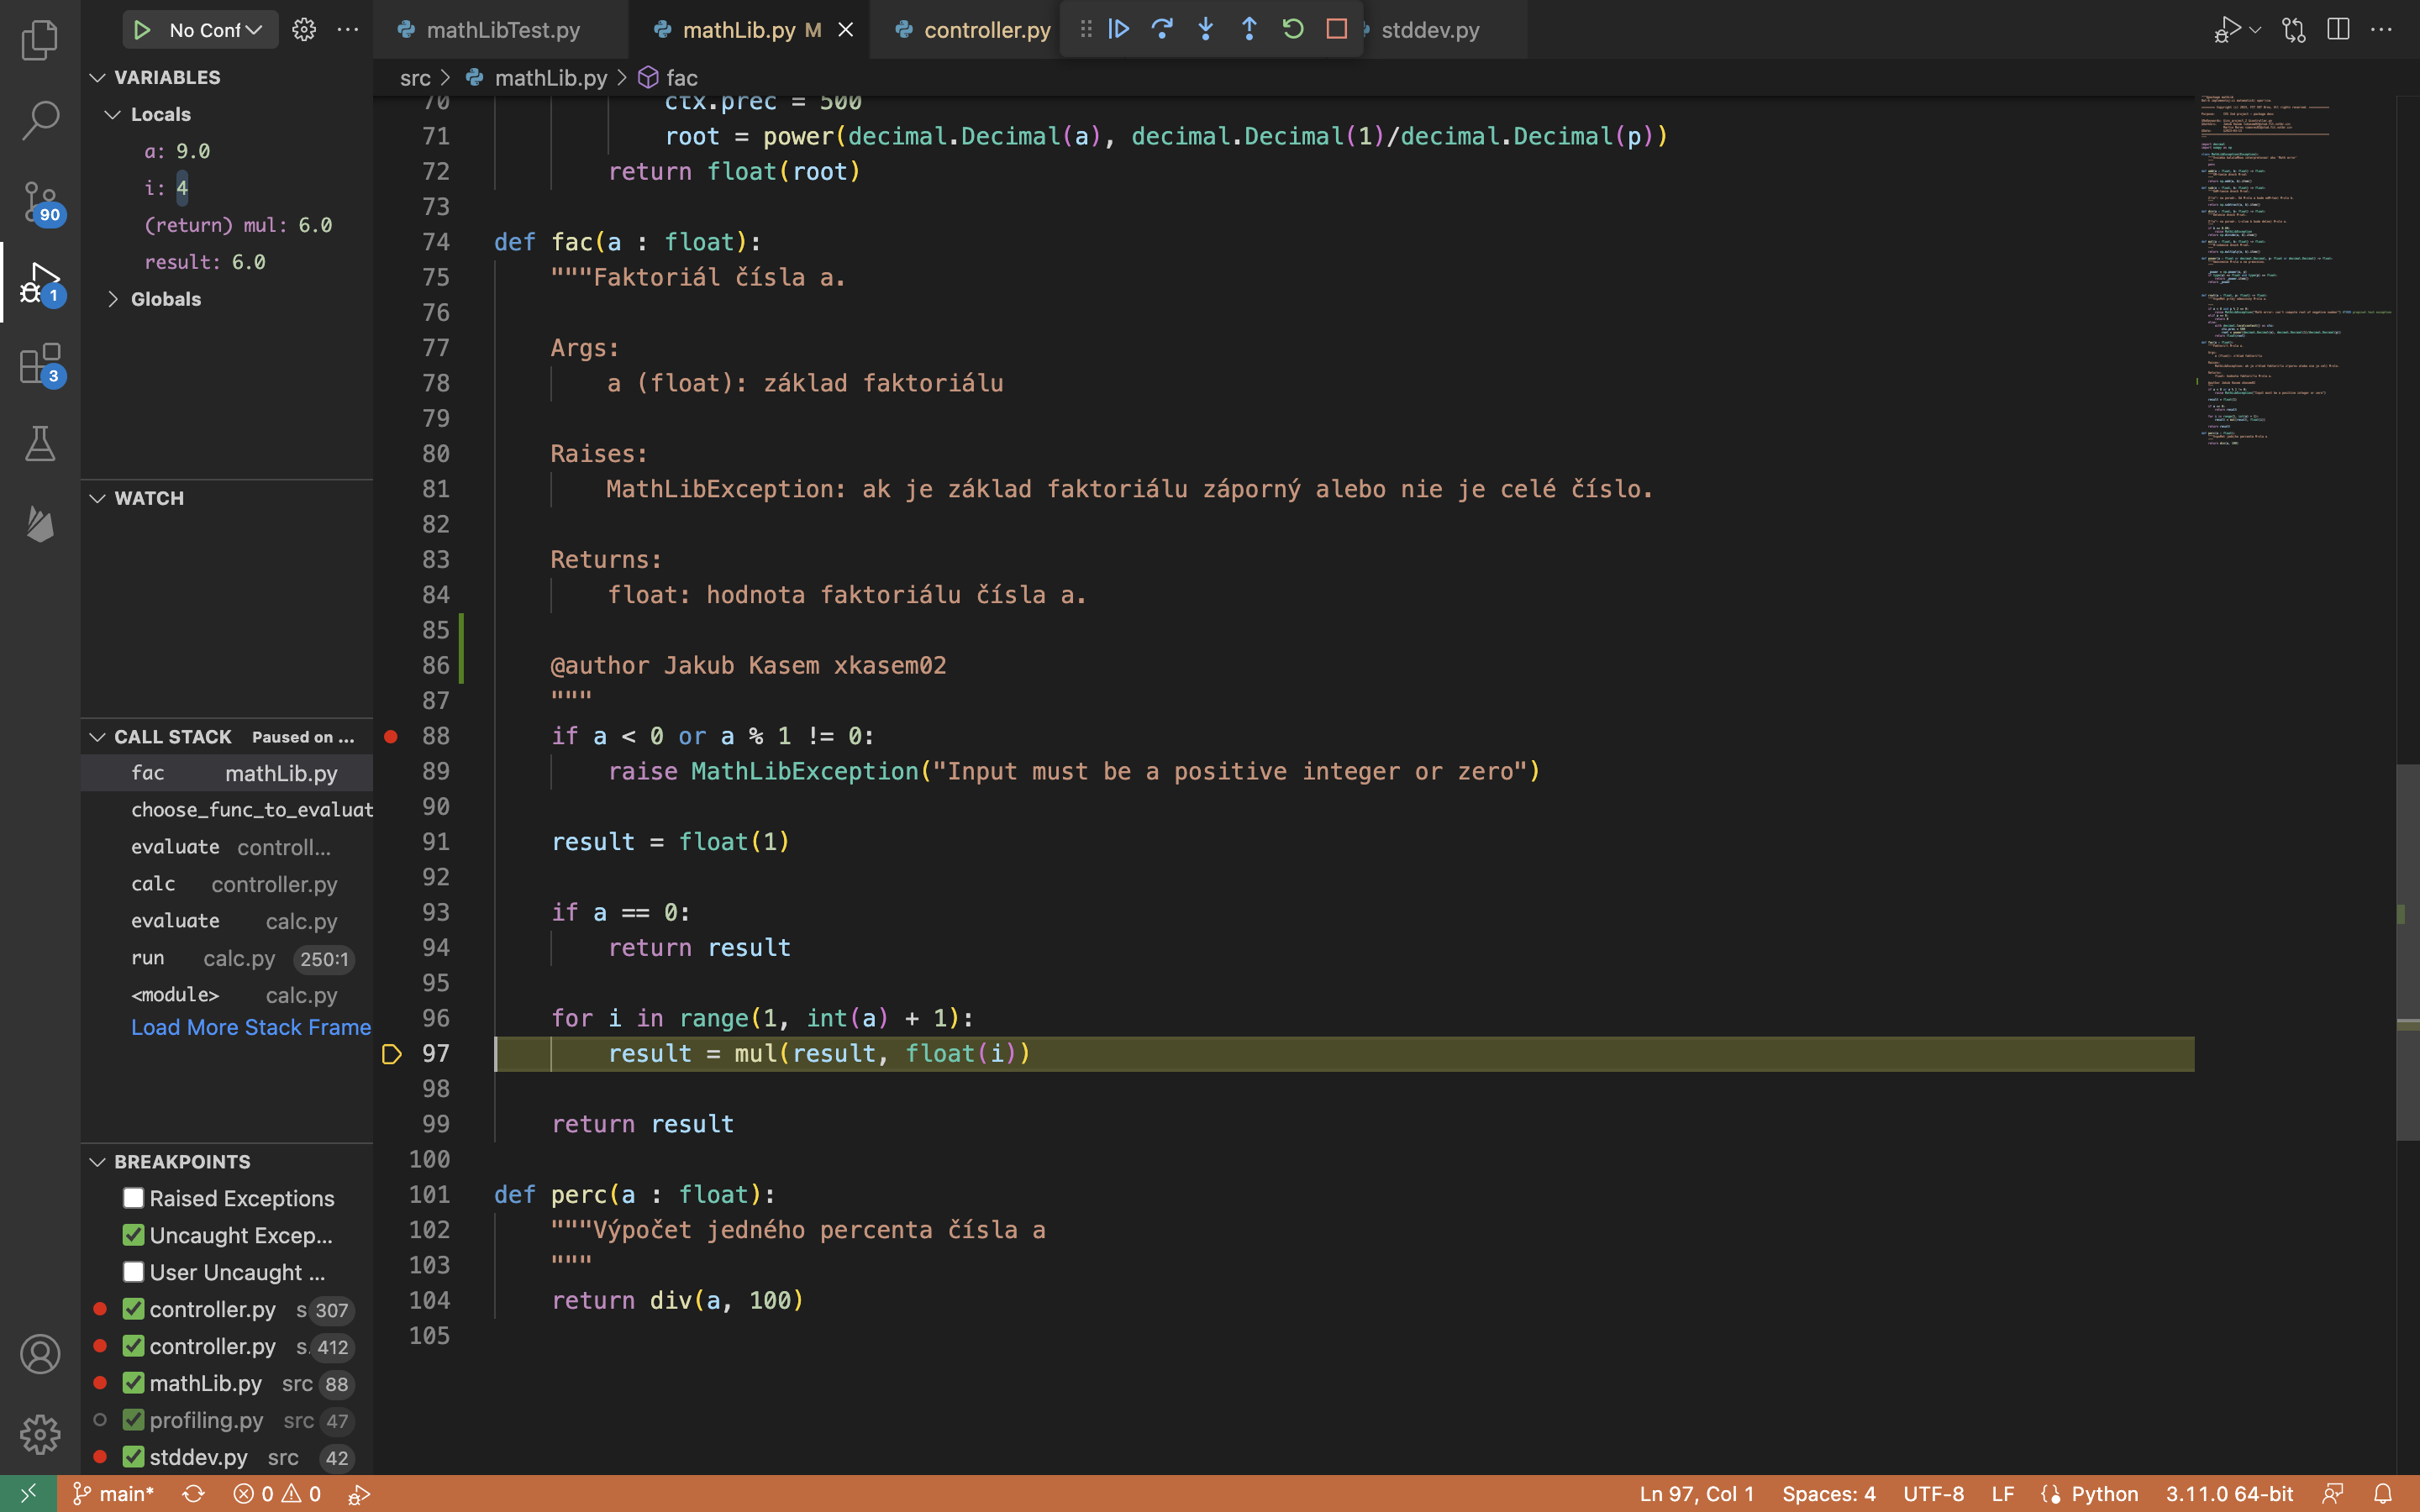 No Conf
mathLibTest.py
mathLib.py M
controller.py
stddev.py
VARIABLES
Locals
a: 9.0
i: 4
(return) mul: 6.0
result: 6.0
Globals
WATCH
CALL STACK Paused on ...
fac mathLib.py
choose_func_to_evaluat
evaluate controll...
calc controller.py
evaluate calc.py
run calc.py 250:1
<module> calc.py
Load More Stack Frame
BREAKPOINTS
Raised Exceptions
Uncaught Excep...
User Uncaught ...
controller.py s 307
controller.py s. 412
mathLib.py src 88
profiling.py src 47
stddev.py src 42
90
1
3
src > mathLib.py > fac
70 ctx.prec = 500
71 root = power(decimal.Decimal(a), decimal.Decimal(1)/decimal.Decimal(p))
72 return float(root)
73
74 def fac(a : float):
75 """Faktoriál čísla a.
76
77 Args:
78 a (float): základ faktoriálu
79
80 Raises:
81 MathLibException: ak je základ faktoriálu záporný alebo nie je celé číslo.
82
83 Returns:
84 float: hodnota faktoriálu čísla a.
85
86 @author Jakub Kasem xkasem02
87 """
88 if a < 0 or a % 1 != 0:
89 raise MathLibException("Input must be a positive integer or zero")
90
91 result = float(1)
92
93 if a == 0:
94 return result
95
96 for i in range(1, int(a) + 1):
97 result = mul(result, float(i))
98
99 return result
100
101 def perc(a : float):
102 """Výpočet jedného percenta čísla a
103 """
104 return div(a, 100)
105
main* 0 0
Ln 97, Col 1 Spaces: 4 UTF-8 LF Python 3.11.0 64-bit